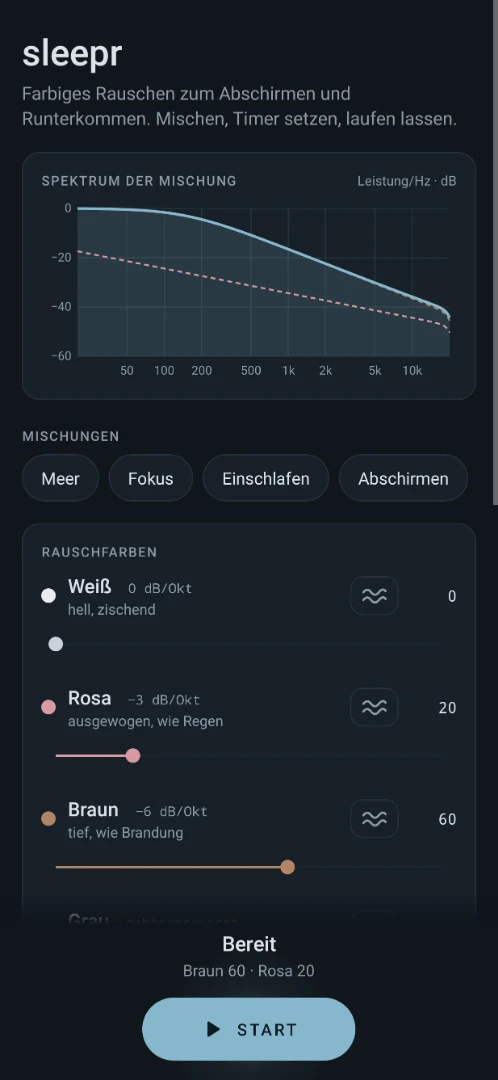 sleepr
Farbiges Rauschen zum Abschirmen und
Runterkommen. Mischen, Timer setzen, laufen lassen.
SPEKTRUM DER MISCHUNG
Leistung/Hz · dB
0
−20
−40
−60
50 100 200 500 1k 2k 5k 10k
MISCHUNGEN
Meer
Fokus
Einschlafen
Abschirmen
RAUSCHFARBEN
Weiß 0 dB/Okt
hell, zischend
0
Rosa −3 dB/Okt
ausgewogen, wie Regen
20
Braun −6 dB/Okt
tief, wie Brandung
60
Grau
Bereit
Braun 60 · Rosa 20
START